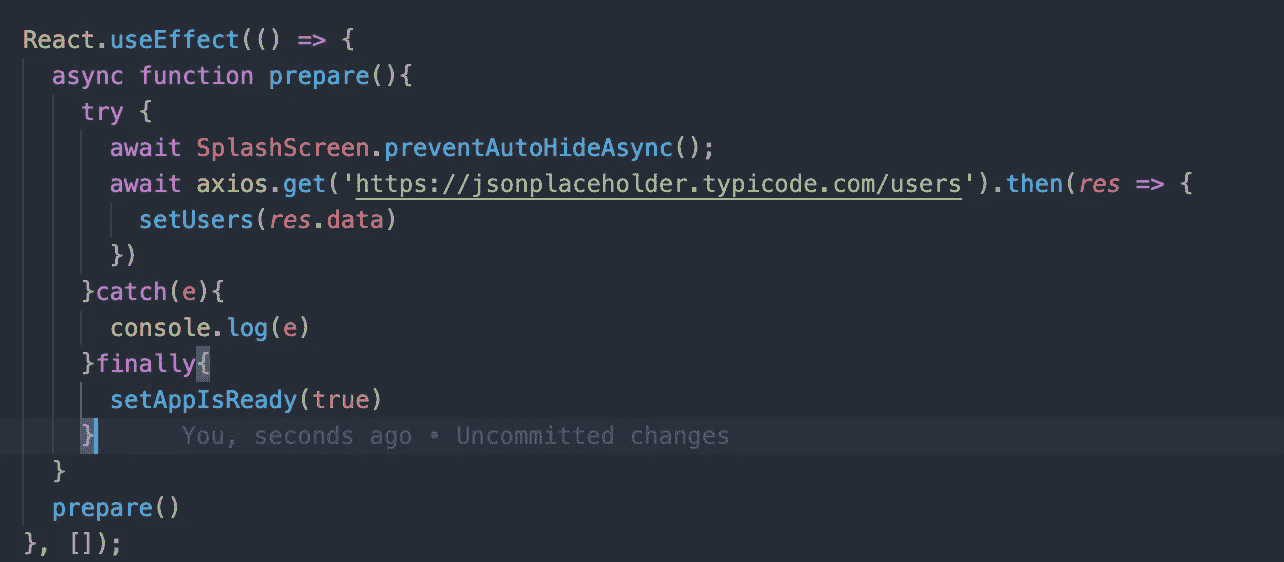 React.useEffect(() => {
async function prepare(){
try {
await SplashScreen.preventAutoHideAsync();
await axios.get('https://jsonplaceholder.typicode.com/users').then(res => {
setUsers(res.data)
})
}catch(e){
console.log(e)
}finally{
setAppIsReady(true)
} You, seconds ago • Uncommitted changes
}
prepare()
}, []);